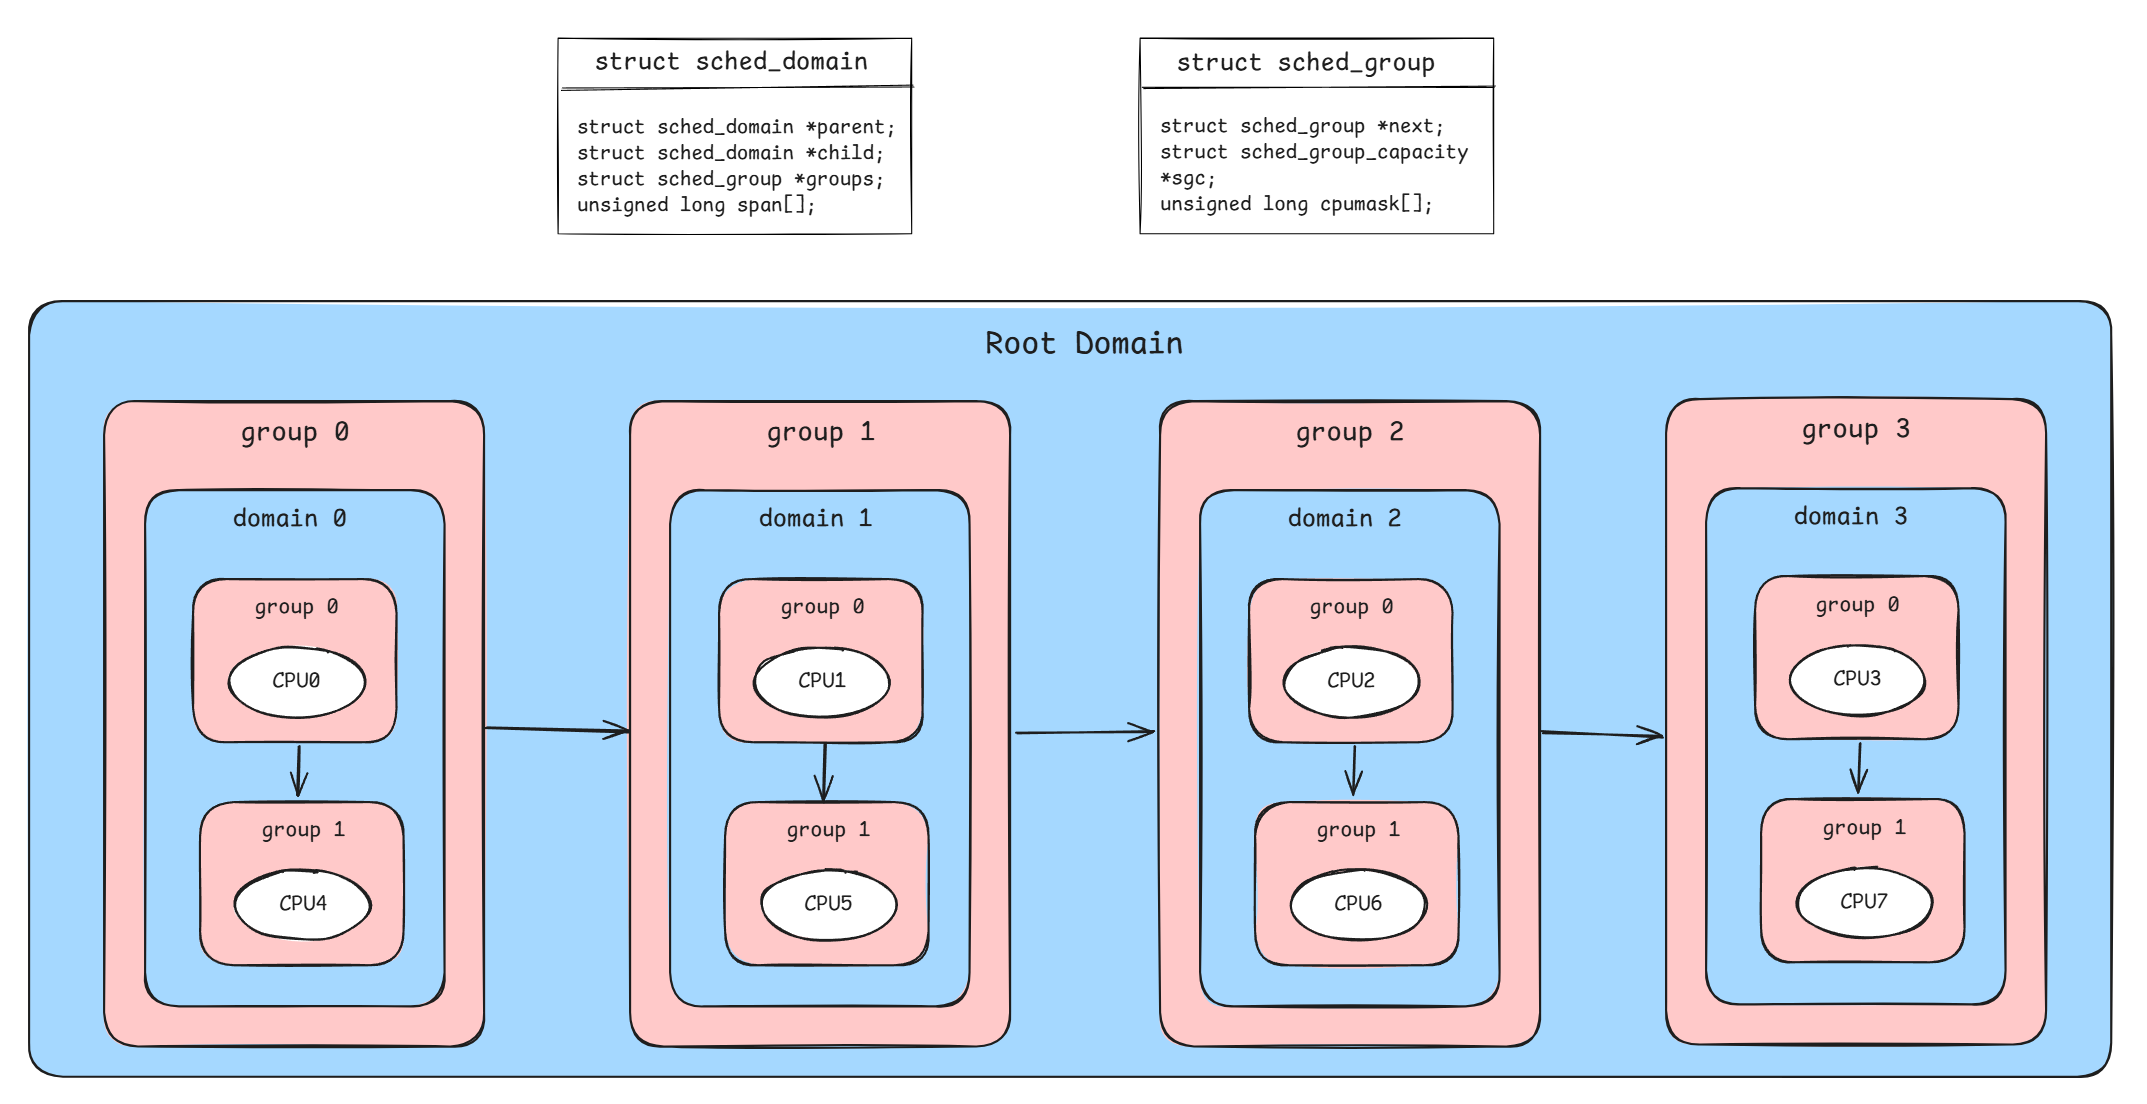 struct sched_domain
struct sched_domain *parent;
struct sched_domain *child;
struct sched_group *groups;
unsigned long span[];
struct sched_group
struct sched_group *next;
struct sched_group_capacity
*sgc;
unsigned long cpumask[];
Root Domain
group 0
domain 0
group 0
CPU0
group 1
CPU4
group 1
domain 1
group 0
CPU1
group 1
CPU5
group 2
domain 2
group 0
CPU2
group 1
CPU6
group 3
domain 3
group 0
CPU3
group 1
CPU7